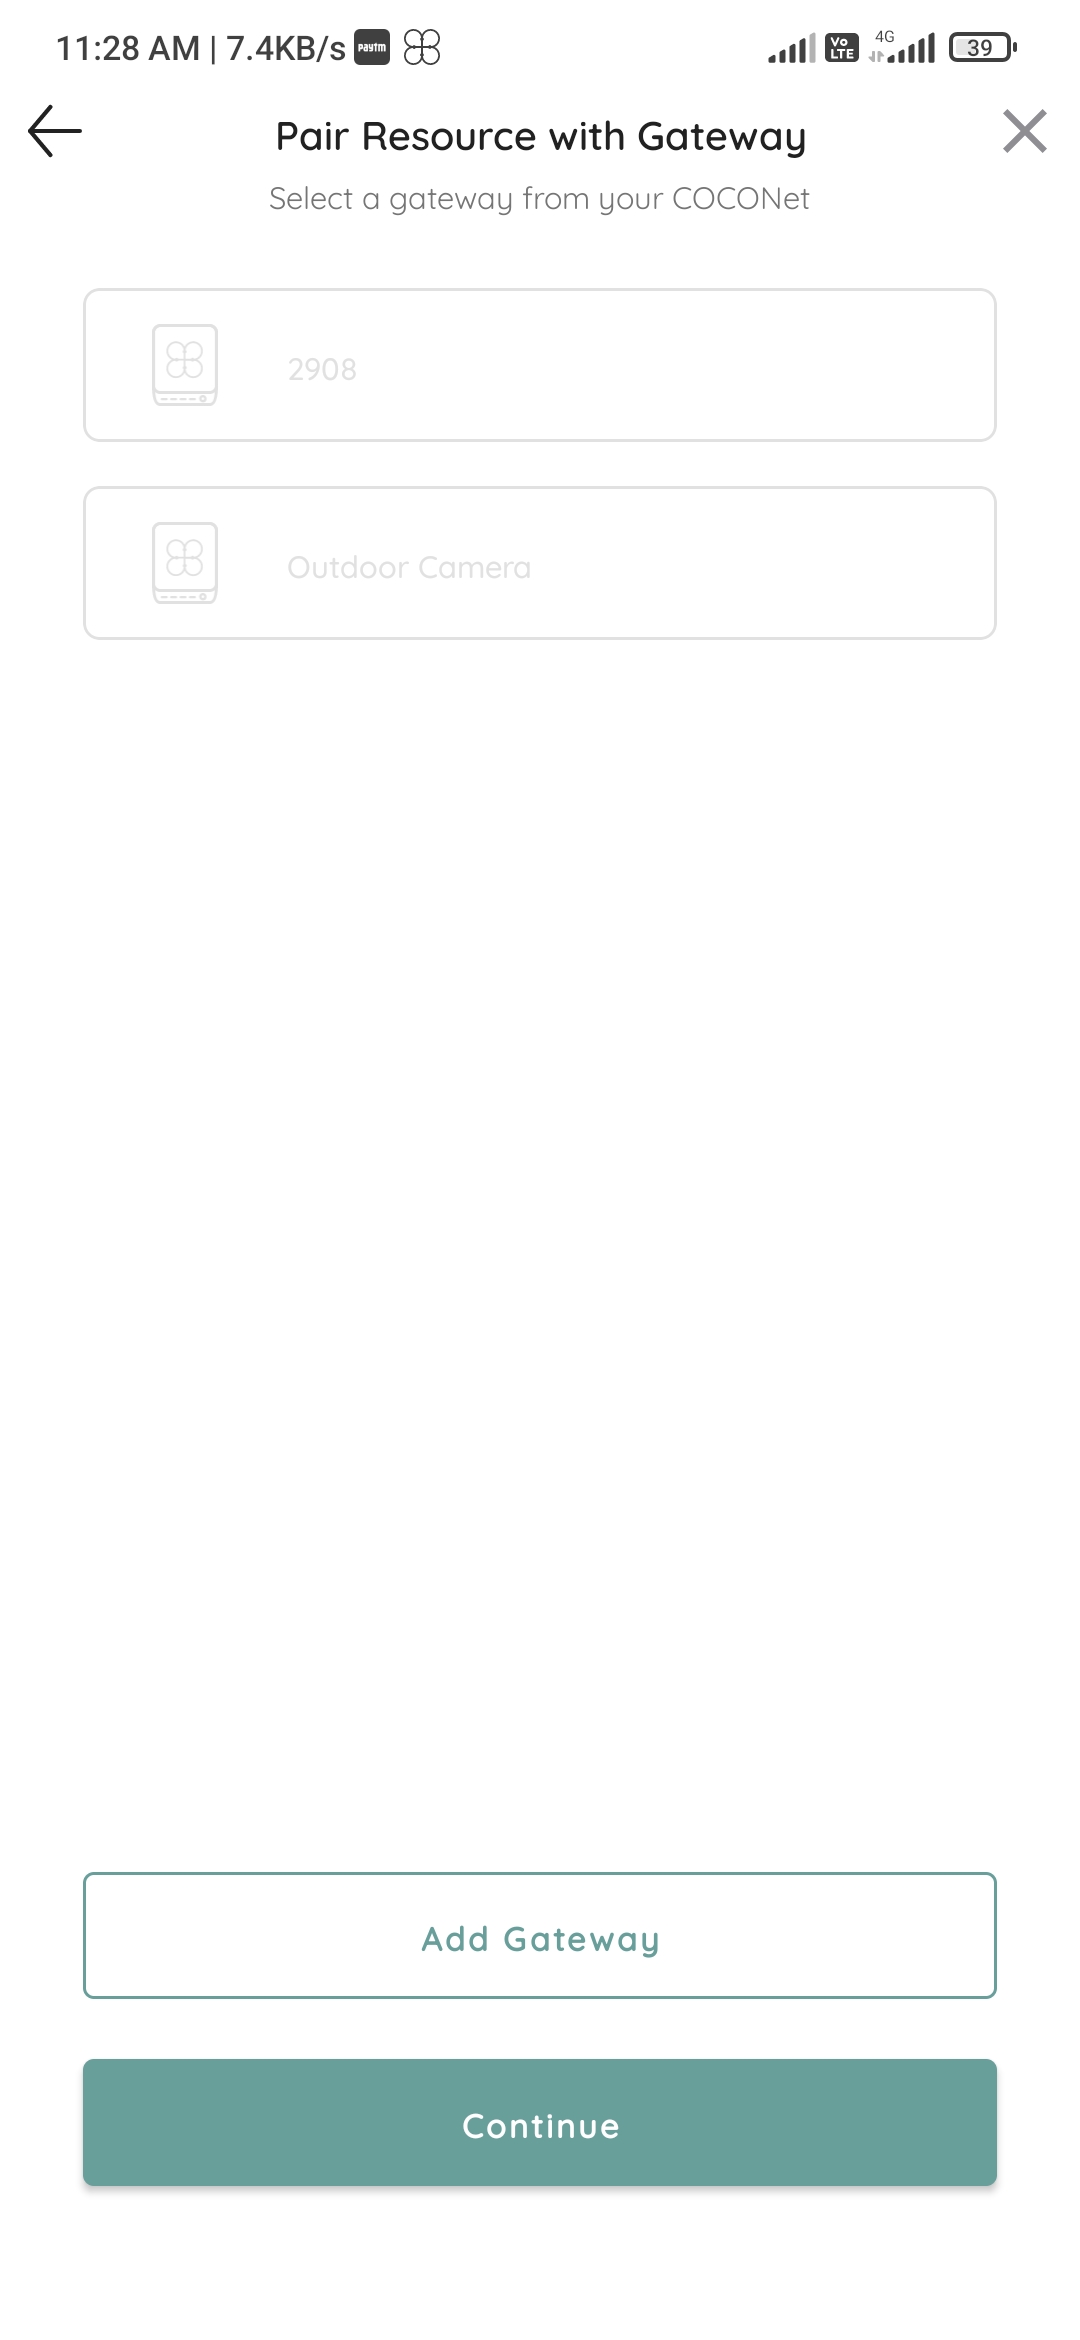 11:28 AM | 7.4KB/s paytm Vo LTE 4G 39
Pair Resource with Gateway
Select a gateway from your COCONet
2908
Outdoor Camera
Add Gateway
Continue